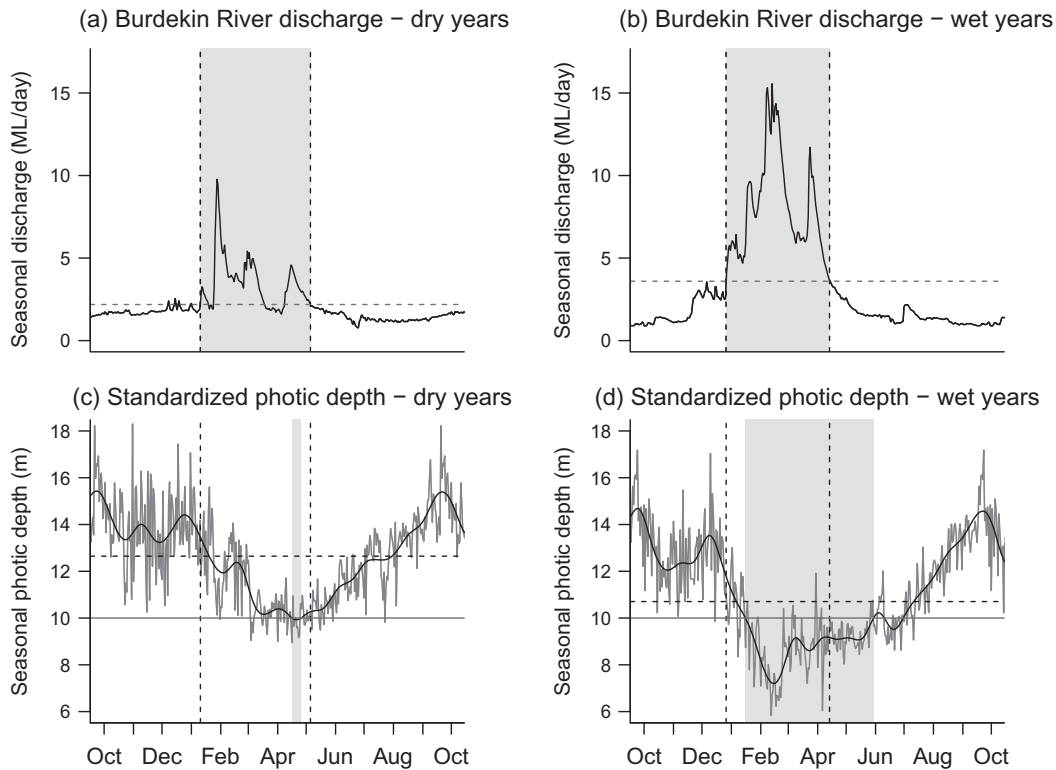 (a) Burdekin River discharge − dry years
(b) Burdekin River discharge − wet years
Seasonal discharge (ML/day)
15
10
5
0
Seasonal discharge (ML/day)
15
10
5
0
(c) Standardized photic depth − dry years
(d) Standardized photic depth − wet years
Seasonal photic depth (m)
18
16
14
12
10
8
6
Oct Dec Feb Apr Jun Aug Oct
Seasonal photic depth (m)
18
16
14
12
10
8
6
Oct Dec Feb Apr Jun Aug Oct